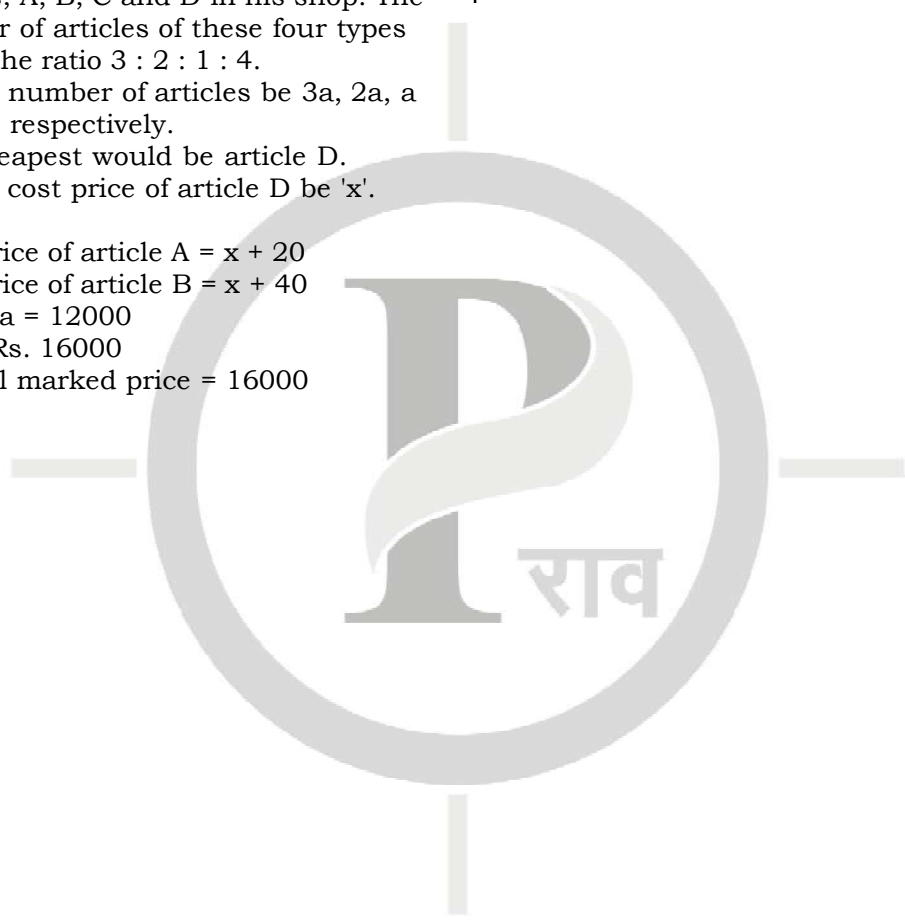 A, B, C and D in his shop. The
of articles of these four types
he ratio 3 : 2 : 1 : 4.
number of articles be 3a, 2a, a
respectively.
eapest would be article D.
cost price of article D be 'x'.
rice of article A = x + 20
rice of article B = x + 40
a = 12000
Rs. 16000
l marked price = 16000
राव